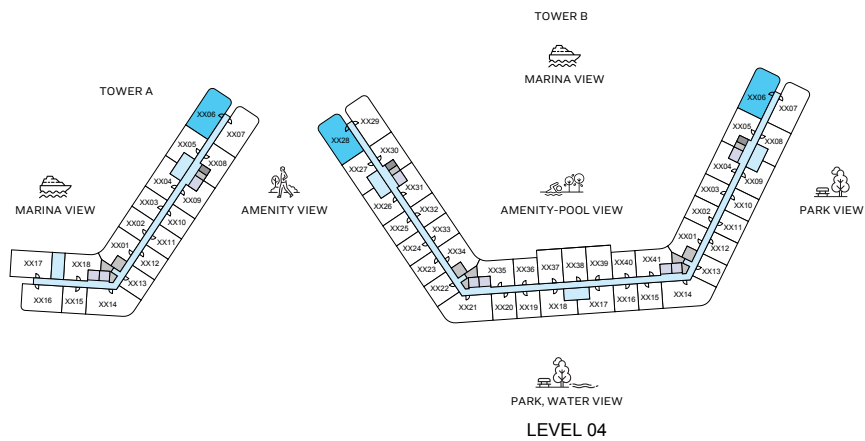 TOWER B
MARINA VIEW
TOWER A
XX06
XX07
XX05
XX08
XX04
XX09
XX03
XX10
XX02
XX11
XX01
XX12
XX13
XX18
XX17
XX16
XX15
XX14
MARINA VIEW
AMENITY VIEW
XX29
XX28
XX30
XX27
XX31
XX26
XX32
XX25
XX33
XX24
XX34
XX23
XX22
XX21
XX35
XX36
XX37
XX38
XX39
XX40
XX41
XX20
XX19
XX18
XX17
XX16
XX15
XX14
XX06
XX07
XX05
XX08
XX04
XX09
XX03
XX10
XX02
XX11
XX01
XX12
XX13
AMENITY-POOL VIEW
PARK VIEW
PARK, WATER VIEW
LEVEL 04